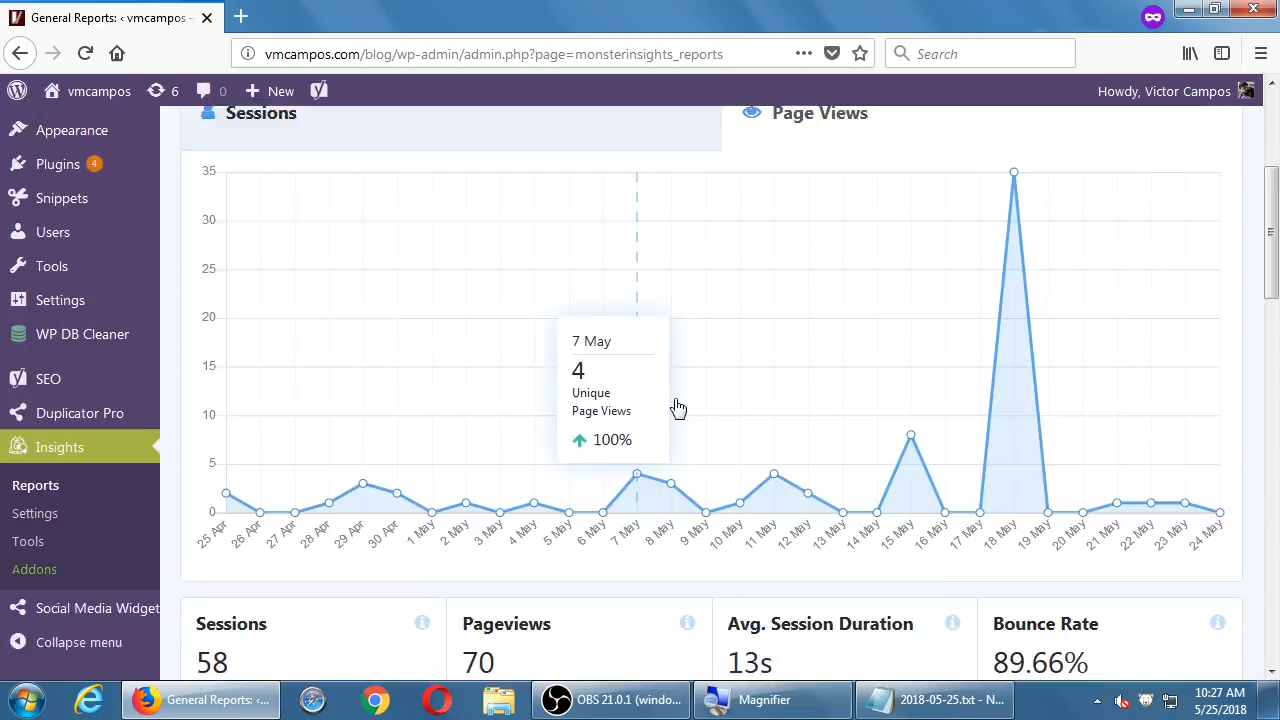 General Reports: ‹ vmcampos –
vmcampos.com/blog/wp-admin/admin.php?page=monsterinsights_reports
Search
vmcampos
6
0
New
Howdy, Victor Campos
Appearance
Plugins 4
Snippets
Users
Tools
Settings
WP DB Cleaner
SEO
Duplicator Pro
Insights
Reports
Settings
Tools
Addons
Social Media Widget
Collapse menu
Sessions
Page Views
35
30
25
20
15
10
5
0
7 May
4
Unique
Page Views
100%
25 Apr
26 Apr
27 Apr
28 Apr
29 Apr
30 Apr
1 May
2 May
3 May
4 May
5 May
6 May
7 May
8 May
9 May
10 May
11 May
12 May
13 May
14 May
15 May
16 May
17 May
18 May
19 May
20 May
21 May
22 May
23 May
24 May
Sessions
58
Pageviews
70
Avg. Session Duration
13s
Bounce Rate
89.66%
General Reports: ‹...
OBS 21.0.1 (windo...
Magnifier
2018-05-25.txt - N...
10:27 AM
5/25/2018